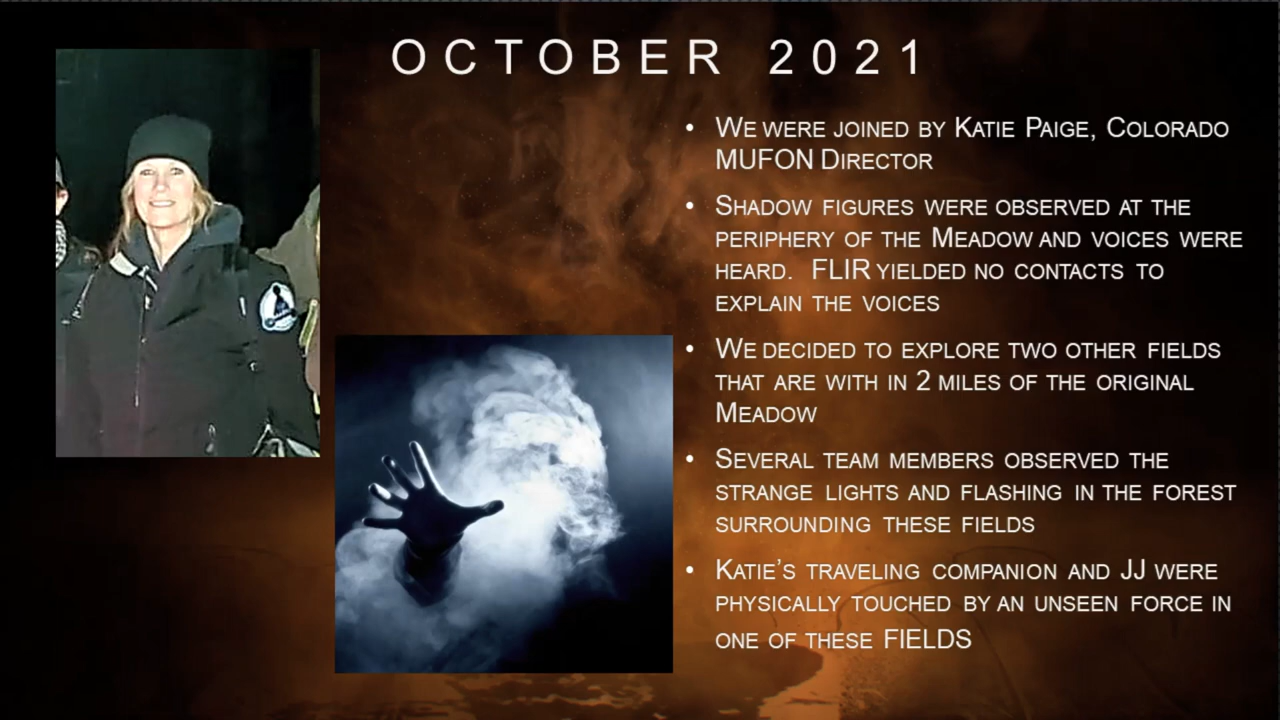 OCTOBER 2021
• WE WERE JOINED BY KATIE PAIGE, COLORADO
MUFON DIRECTOR
• SHADOW FIGURES WERE OBSERVED AT THE
PERIPHERY OF THE MEADOW AND VOICES WERE
HEARD. FLIR YIELDED NO CONTACTS TO
EXPLAIN THE VOICES
• WE DECIDED TO EXPLORE TWO OTHER FIELDS
THAT ARE WITH IN 2 MILES OF THE ORIGINAL
MEADOW
• SEVERAL TEAM MEMBERS OBSERVED THE
STRANGE LIGHTS AND FLASHING IN THE FOREST
SURROUNDING THESE FIELDS
• KATIE’S TRAVELING COMPANION AND JJ WERE
PHYSICALLY TOUCHED BY AN UNSEEN FORCE IN
ONE OF THESE FIELDS